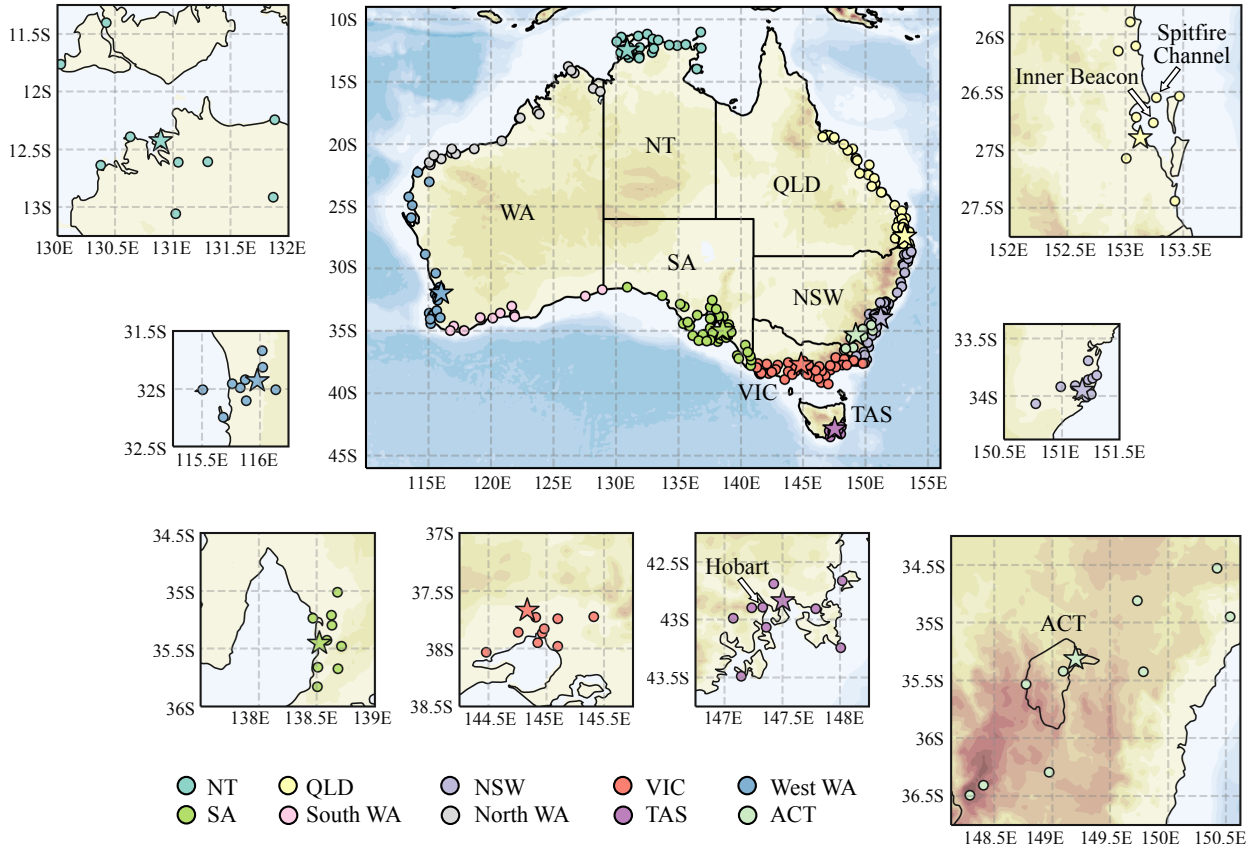 11.5S
12S
12.5S
13S
130E
130.5E
131E
131.5E
132E
10S
15S
20S
25S
30S
35S
40S
45S
115E
120E
125E
130E
135E
140E
145E
150E
155E
NT
QLD
WA
SA
NSW
VIC
TAS
26S
26.5S
27S
27.5S
152E
152.5E
153E
153.5E
Spitfire
Channel
Inner Beacon
31.5S
32S
32.5S
115.5E
116E
33.5S
34S
150.5E
151E
151.5E
34.5S
35S
35.5S
36S
138E
138.5E
139E
37S
37.5S
38S
38.5S
144.5E
145E
145.5E
42.5S
43S
43.5S
147E
147.5E
148E
Hobart
34.5S
35S
35.5S
36S
36.5S
148.5E
149E
149.5E
150E
150.5E
ACT
NT
QLD
NSW
VIC
West WA
SA
South WA
North WA
TAS
ACT